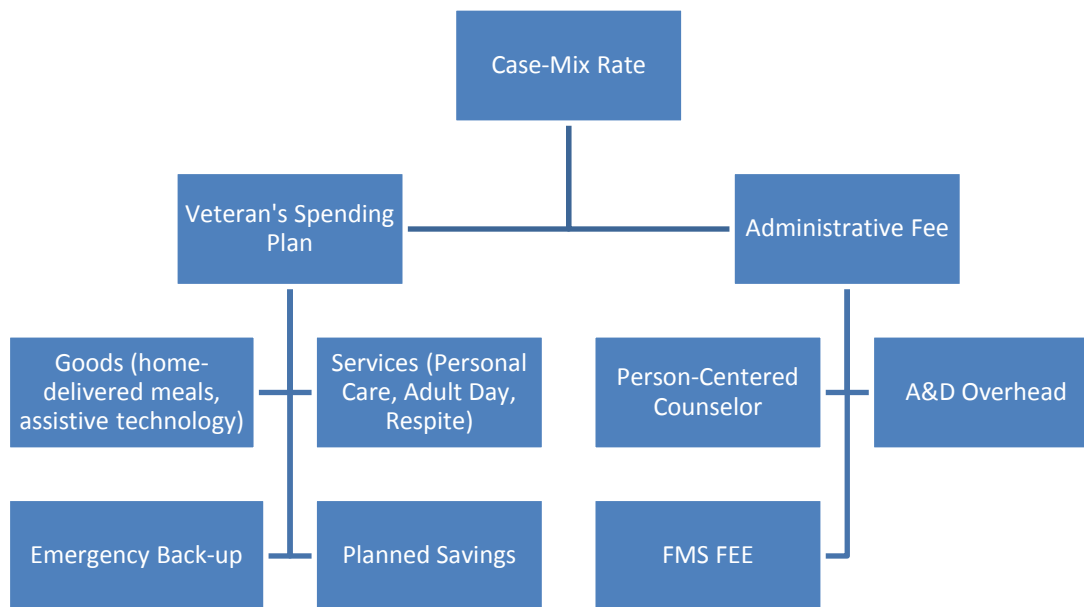 Case-Mix Rate
Veteran's Spending
Plan
Administrative Fee
Goods (home-
delivered meals,
assistive technology)
Services (Personal
Care, Adult Day,
Respite)
Person-Centered
Counselor
A&D Overhead
Emergency Back-up
Planned Savings
FMS FEE